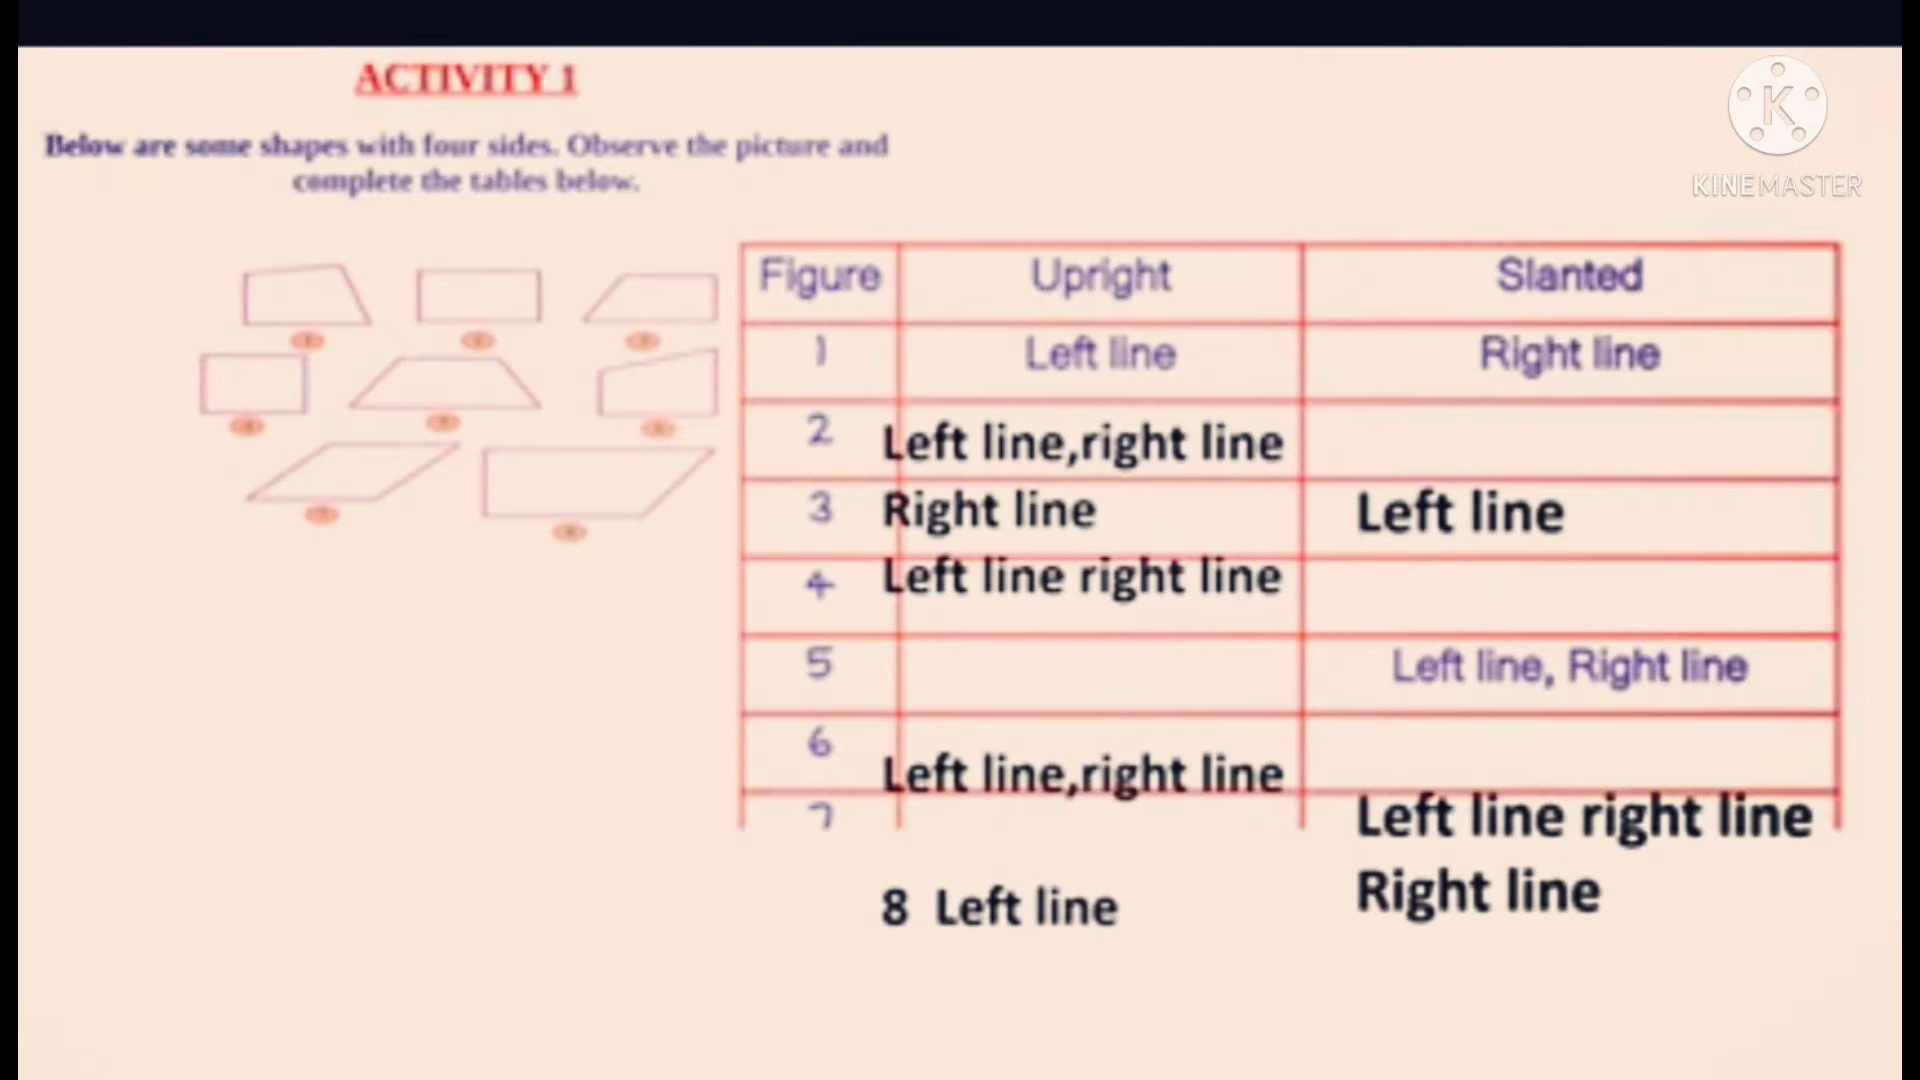 ACTIVITY 1
Below are some shapes with four sides. Observe the picture and
complete the tables below.
K
KINEMASTER
Figure Upright Slanted
1 Left line Right line
2 Left line,right line
3 Right line Left line
4 Left line right line
5 Left line, Right line
6 Left line,right line
7 Left line right line
8 Left line Right line